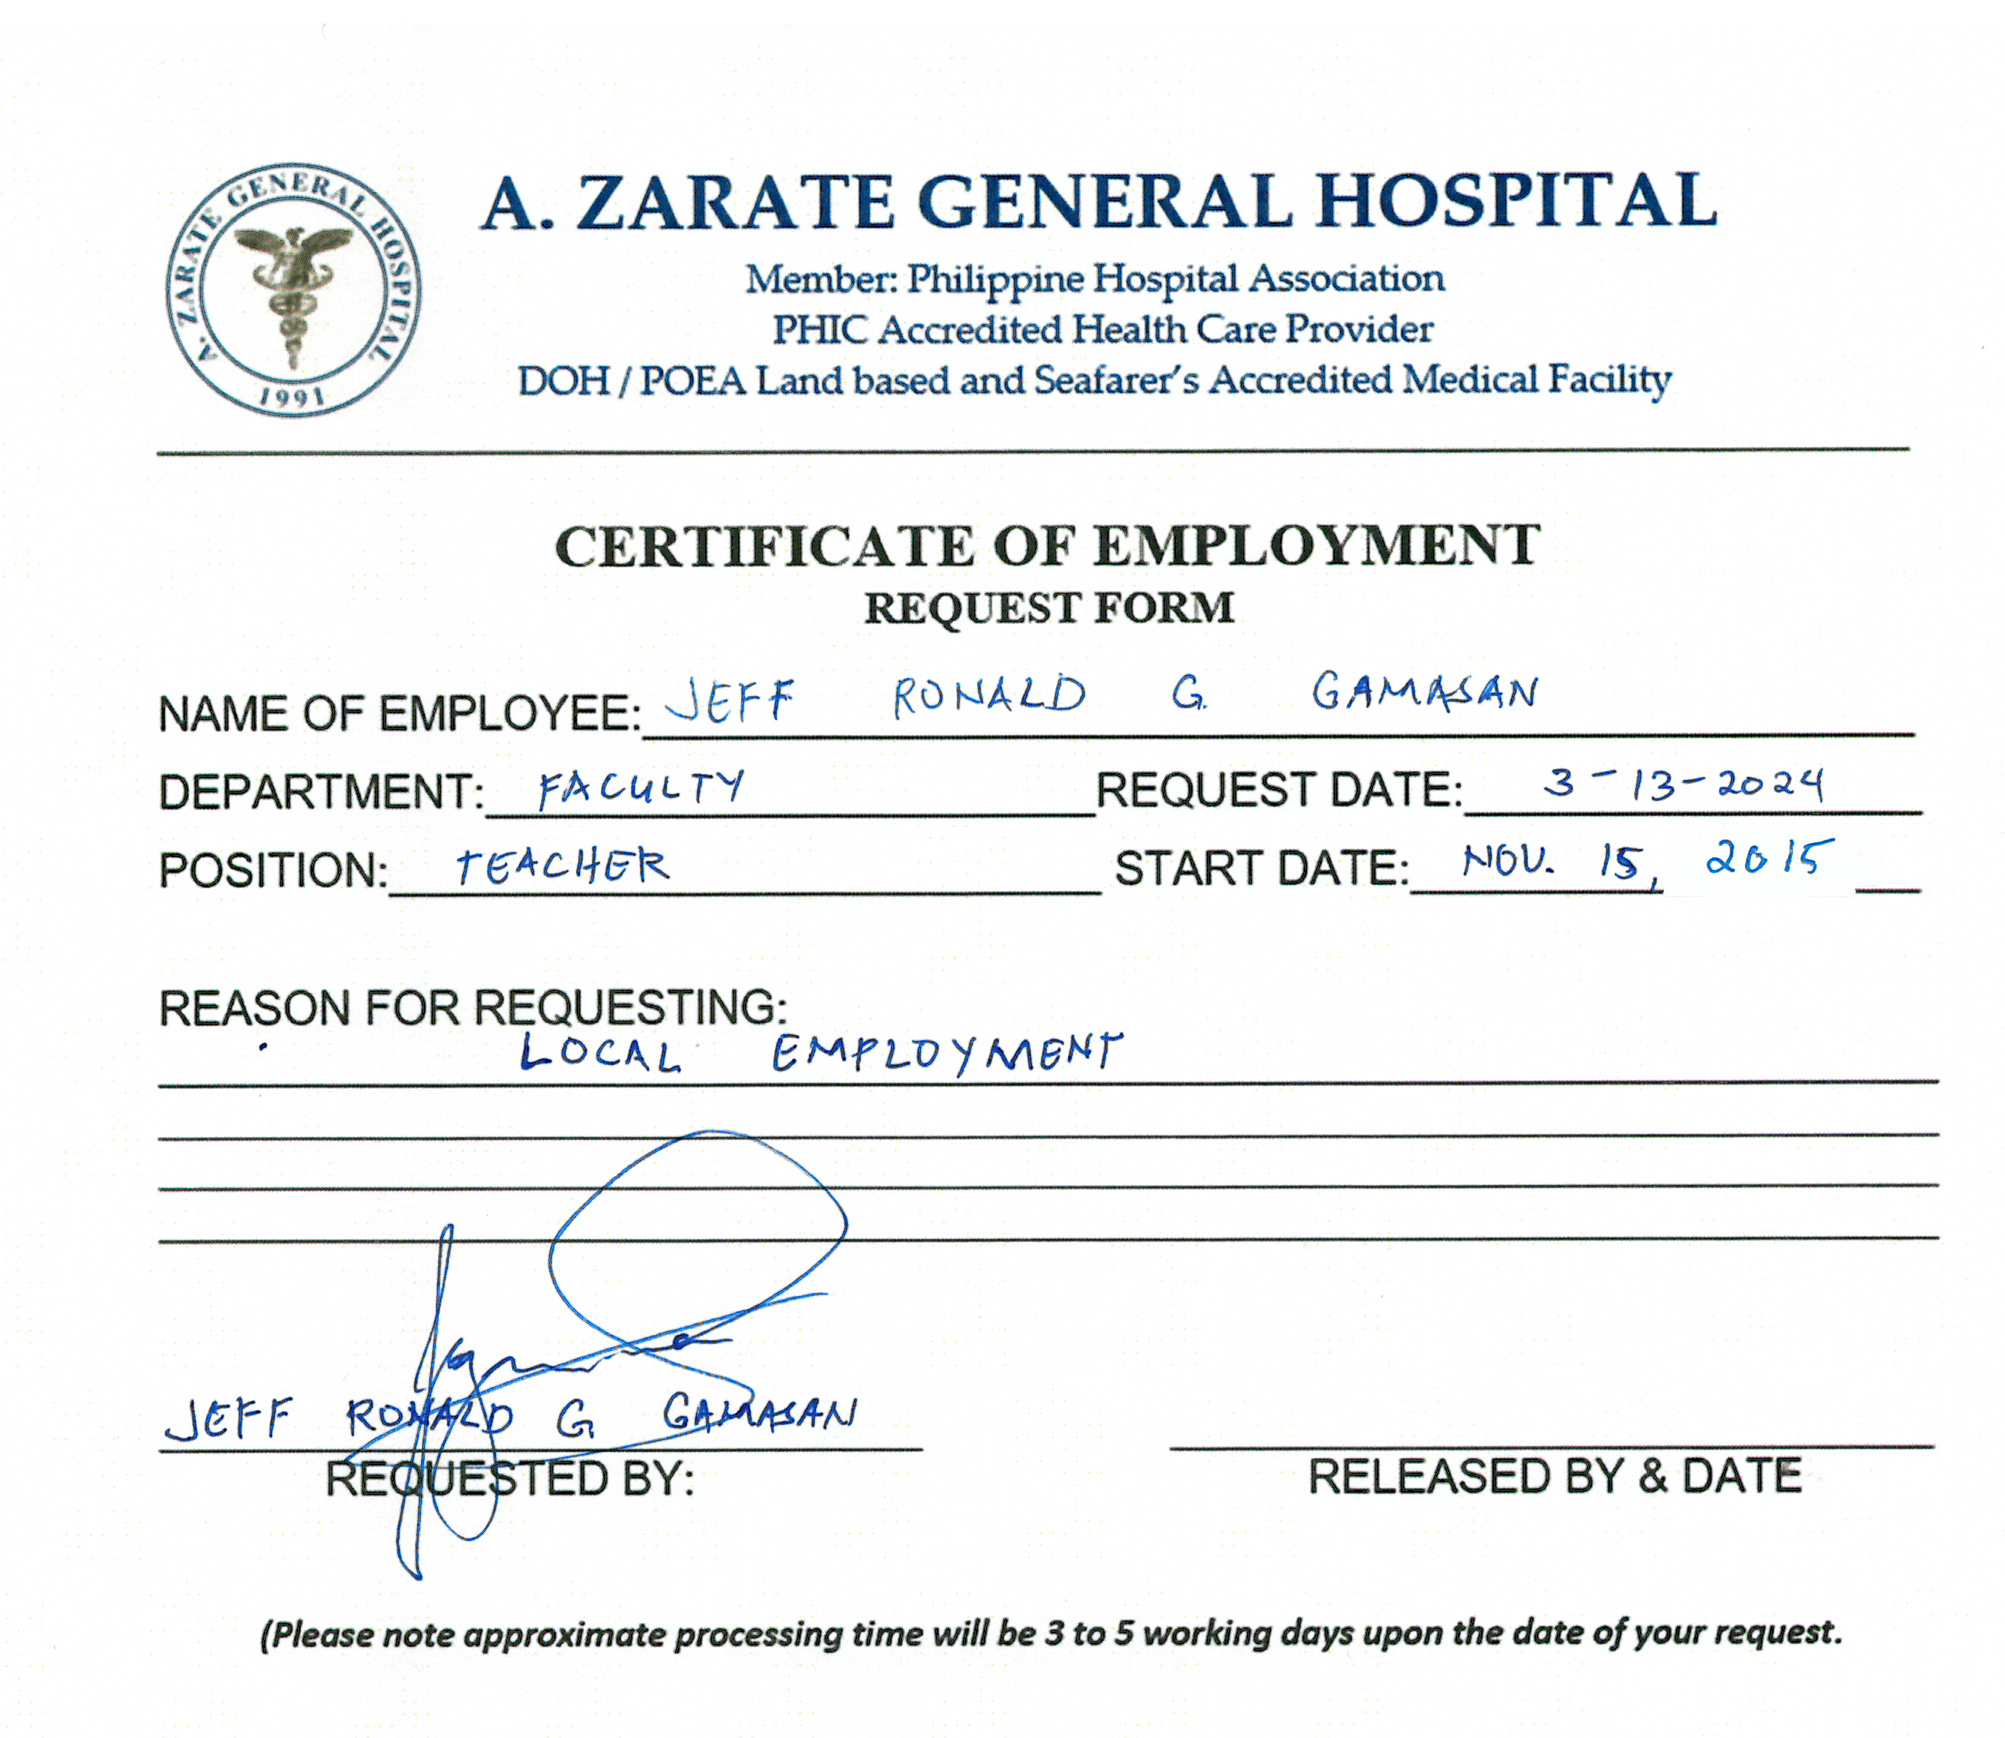 A. ZARATE GENERAL HOSPITAL
1991
A. ZARATE GENERAL HOSPITAL
Member: Philippine Hospital Association
PHIC Accredited Health Care Provider
DOH / POEA Land based and Seafarer's Accredited Medical Facility
CERTIFICATE OF EMPLOYMENT
REQUEST FORM
NAME OF EMPLOYEE: JEFF RONALD G. GAMASAN
DEPARTMENT: FACULTY REQUEST DATE: 3-13-2024
POSITION: TEACHER START DATE: NOV. 15, 2015
REASON FOR REQUESTING:
LOCAL EMPLOYMENT
JEFF RONALD G GAMASAN
REQUESTED BY: RELEASED BY & DATE
(Please note approximate processing time will be 3 to 5 working days upon the date of your request.